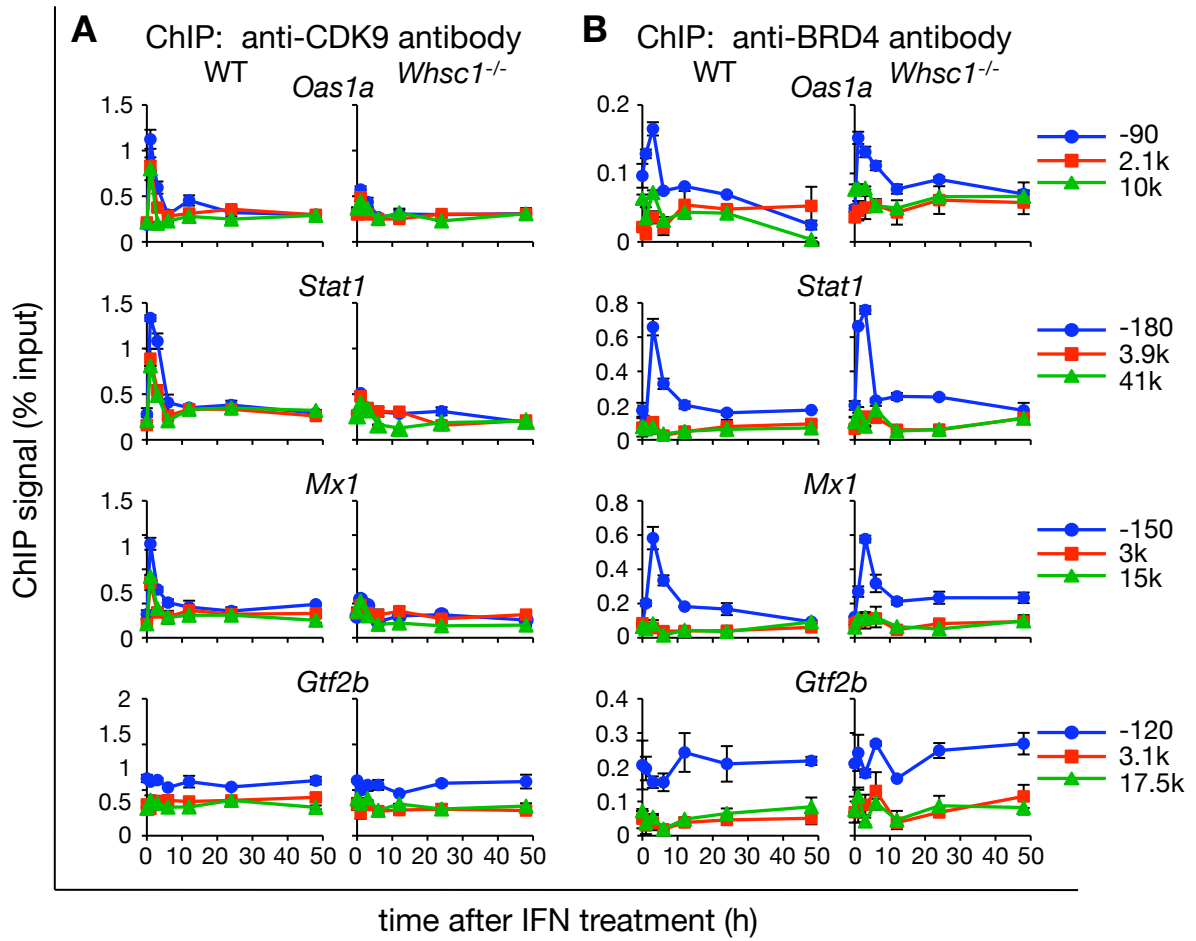 A ChIP: anti-CDK9 antibody
WT Whsc1-/-
B ChIP: anti-BRD4 antibody
WT Whsc1-/-
Oas1a
1.5
1
0.5
0
Oas1a
0.2
0.1
0
-90
2.1k
10k
Stat1
1.5
1
0.5
0
Stat1
0.8
0.6
0.4
0.2
0
-180
3.9k
41k
Mx1
1.5
1
0.5
0
Mx1
0.8
0.6
0.4
0.2
0
-150
3k
15k
Gtf2b
2
1.5
1
0.5
0
0 10 20 30 40 50
0 10 20 30 40 50
Gtf2b
0.4
0.3
0.2
0.1
0
0 10 20 30 40 50
0 10 20 30 40 50
-120
3.1k
17.5k
ChIP signal (% input)
time after IFN treatment (h)